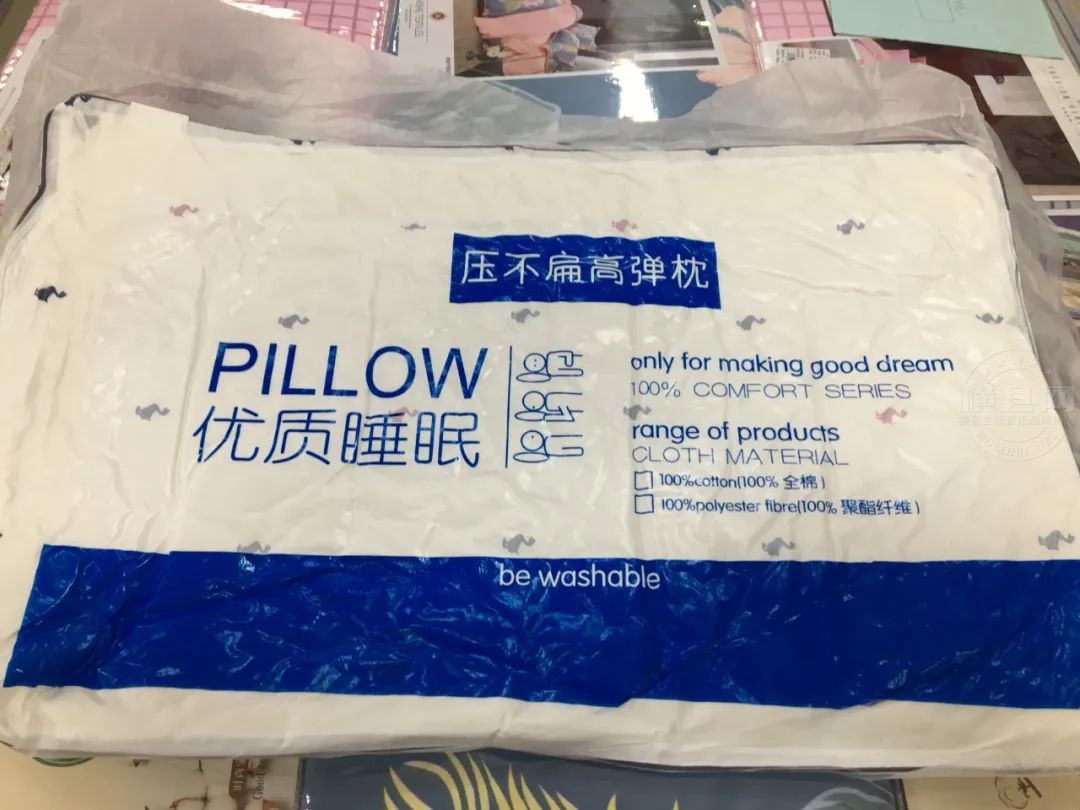 压不扁高弹枕
PILLOW
优质睡眠
only for making good dream
100% COMFORT SERIES
range of products
CLOTH MATERIAL
100%cotton(100% 全棉)
100%polyester fibre(100% 聚酯纤维)
be washable